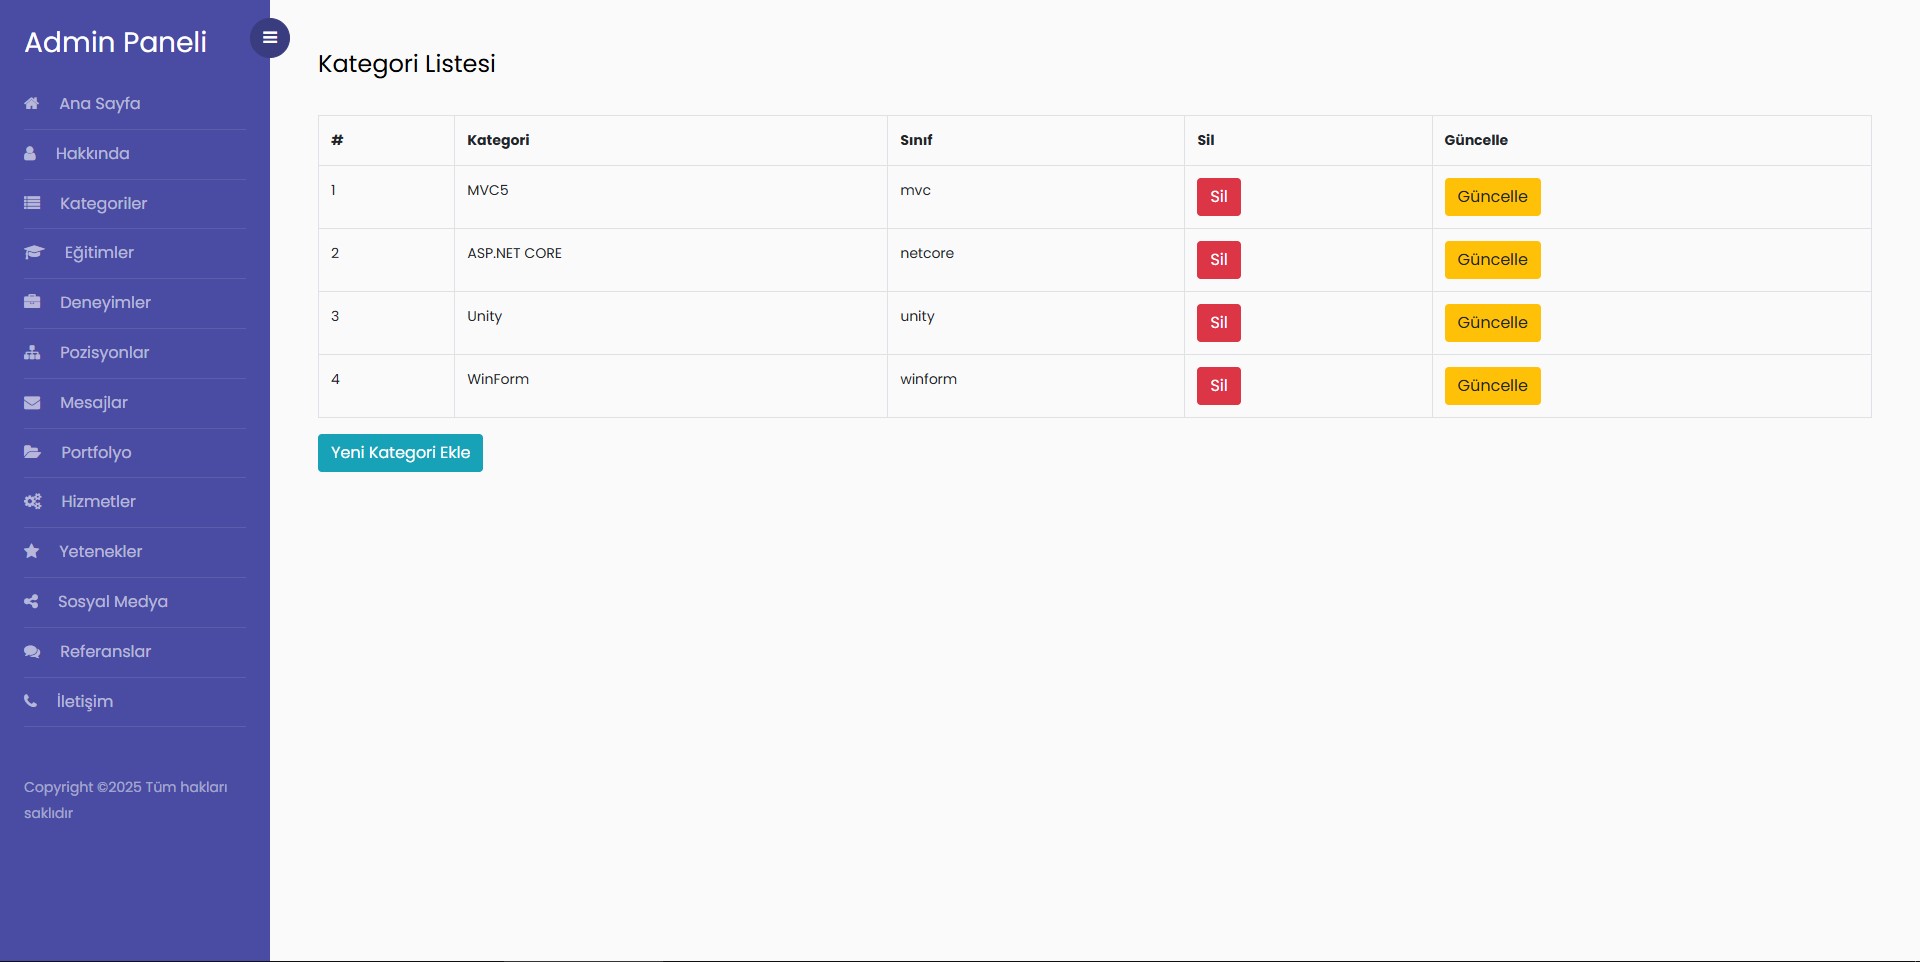 Admin Paneli
Ana Sayfa
Hakkında
Kategoriler
Eğitimler
Deneyimler
Pozisyonlar
Mesajlar
Portfolyo
Hizmetler
Yetenekler
Sosyal Medya
Referanslar
İletişim
Copyright ©2025 Tüm hakları
saklıdır
Kategori Listesi
# Kategori Sınıf Sil Güncelle
1 MVC5 mvc Sil Güncelle
2 ASP.NET CORE netcore Sil Güncelle
3 Unity unity Sil Güncelle
4 WinForm winform Sil Güncelle
Yeni Kategori Ekle